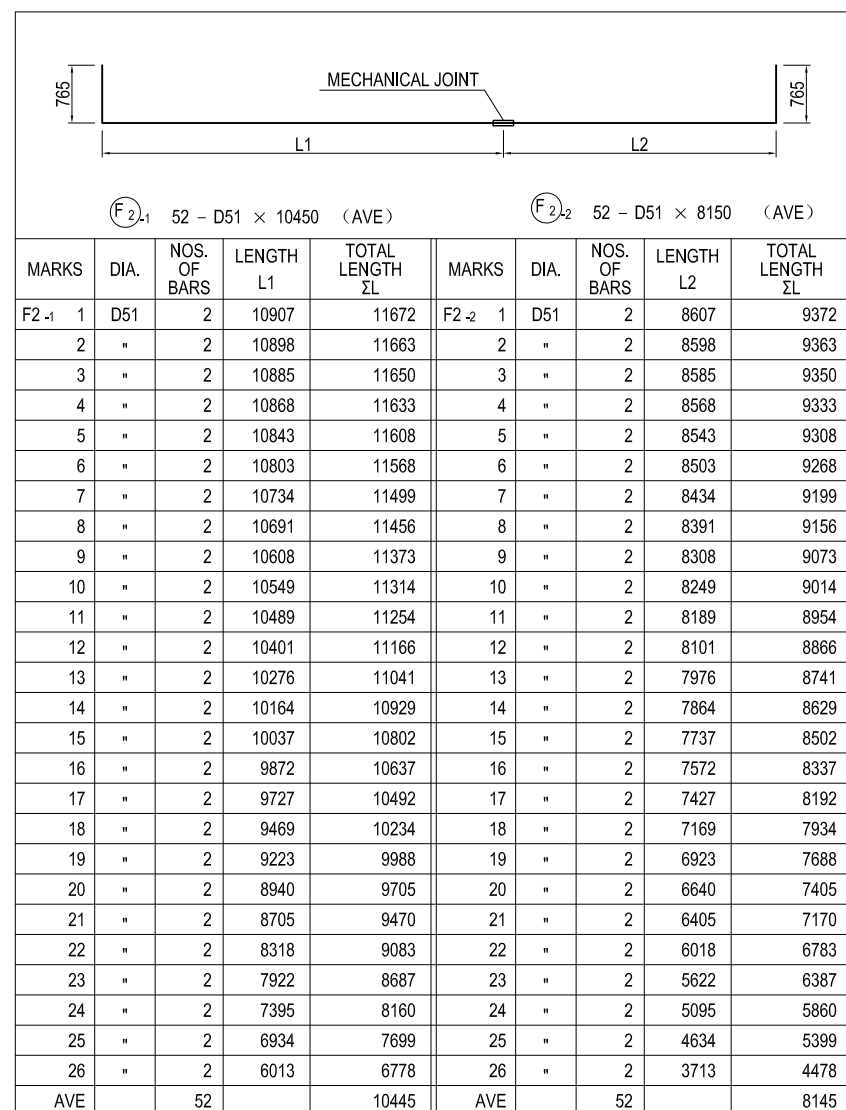 765
MECHANICAL JOINT
765
L1
L2
F2-1 52 – D51 × 10450 （AVE）
F2-2 52 – D51 × 8150 （AVE）
MARKS DIA. NOS. OF BARS LENGTH L1 TOTAL LENGTH ΣL MARKS DIA. NOS. OF BARS LENGTH L2 TOTAL LENGTH ΣL
F2 -1 1 D51 2 10907 11672 F2 -2 1 D51 2 8607 9372
2 " 2 10898 11663 2 " 2 8598 9363
3 " 2 10885 11650 3 " 2 8585 9350
4 " 2 10868 11633 4 " 2 8568 9333
5 " 2 10843 11608 5 " 2 8543 9308
6 " 2 10803 11568 6 " 2 8503 9268
7 " 2 10734 11499 7 " 2 8434 9199
8 " 2 10691 11456 8 " 2 8391 9156
9 " 2 10608 11373 9 " 2 8308 9073
10 " 2 10549 11314 10 " 2 8249 9014
11 " 2 10489 11254 11 " 2 8189 8954
12 " 2 10401 11166 12 " 2 8101 8866
13 " 2 10276 11041 13 " 2 7976 8741
14 " 2 10164 10929 14 " 2 7864 8629
15 " 2 10037 10802 15 " 2 7737 8502
16 " 2 9872 10637 16 " 2 7572 8337
17 " 2 9727 10492 17 " 2 7427 8192
18 " 2 9469 10234 18 " 2 7169 7934
19 " 2 9223 9988 19 " 2 6923 7688
20 " 2 8940 9705 20 " 2 6640 7405
21 " 2 8705 9470 21 " 2 6405 7170
22 " 2 8318 9083 22 " 2 6018 6783
23 " 2 7922 8687 23 " 2 5622 6387
24 " 2 7395 8160 24 " 2 5095 5860
25 " 2 6934 7699 25 " 2 4634 5399
26 " 2 6013 6778 26 " 2 3713 4478
AVE 52 10445 AVE 52 8145